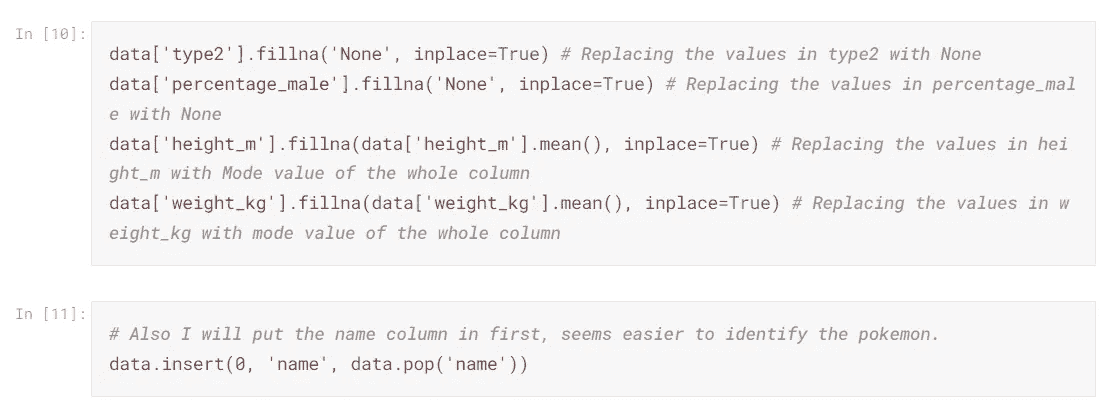 In [10]:
data['type2'].fillna('None', inplace=True) # Replacing the values in type2 with None
data['percentage_male'].fillna('None', inplace=True) # Replacing the values in percentage_mal
e with None
data['height_m'].fillna(data['height_m'].mean(), inplace=True) # Replacing the values in hei
ght_m with Mode value of the whole column
data['weight_kg'].fillna(data['weight_kg'].mean(), inplace=True) # Replacing the values in w
eight_kg with mode value of the whole column
In [11]:
# Also I will put the name column in first, seems easier to identify the pokemon.
data.insert(0, 'name', data.pop('name'))